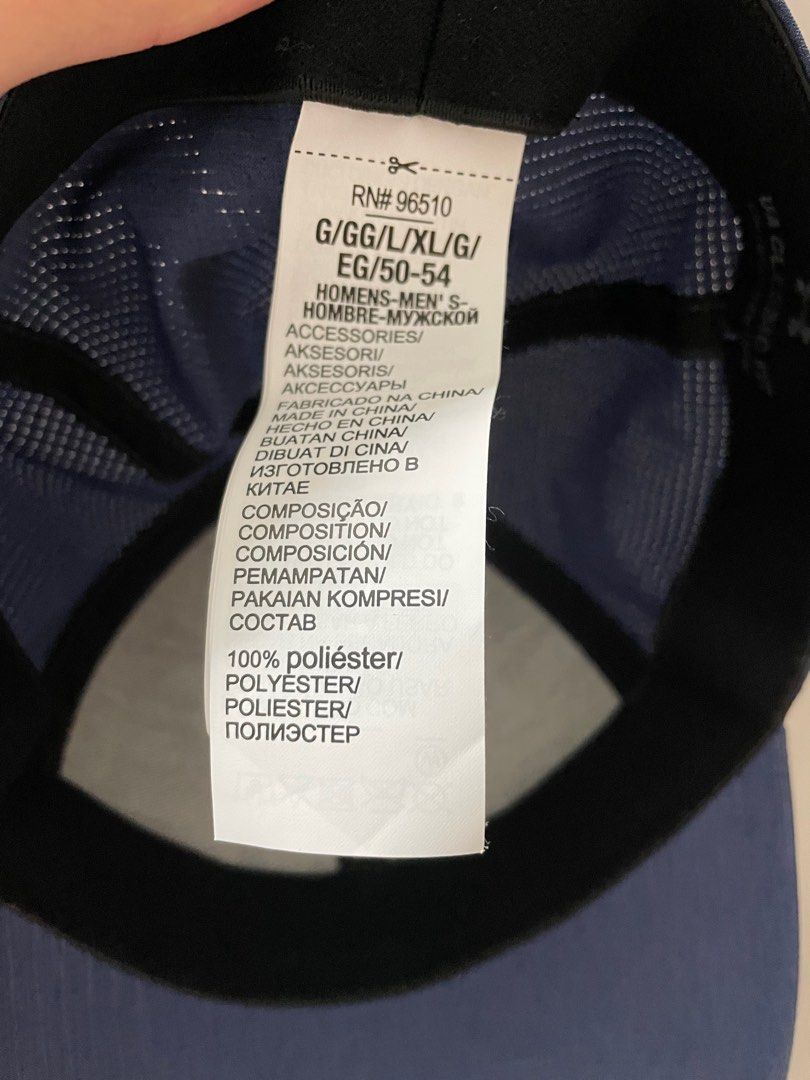 RN# 96510
G/GG/L/XL/G/
EG/50-54
HOMENS-MEN' S-
HOMBRE-МУЖСКОЙ
ACCESSORIES/
AKSESORI/
AKSESORIS/
АКСЕССУАРЫ
FABRICADO NA CHINA/
MADE IN CHINA/
HECHO EN CHINA/
BUATAN CHINA/
DIBUAT DI CINA/
ИЗГОТОВЛЕНО В
КИТАЕ
COMPOSIÇÃO/
COMPOSITION/
COMPOSICIÓN/
PEMAMPATAN/
PAKAIAN KOMPRESI/
СОСТАВ
100% poliéster/
POLYESTER/
POLIESTER/
ПОЛИЭСТЕР